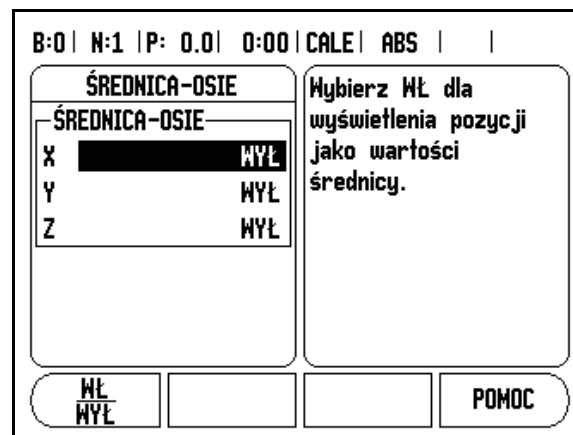 B:0| N:1 |P: 0.0| 0:00|CALE| ABS | |
ŚREDNICA-OSIE
ŚREDNICA-OSIE
X WYŁ
Y WYŁ
Z WYŁ
Wybierz WŁ dla
wyświetlenia pozycji
jako wartości
średnicy.
WŁ
WYŁ
POMOC